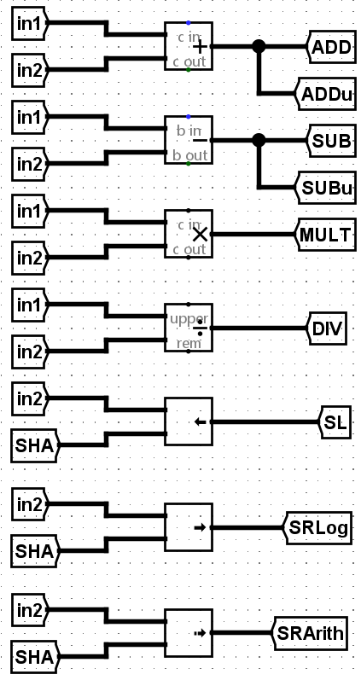 in1
c in
+
ADD
in2
c out
ADDu
in1
b in
−
SUB
in2
b out
SUBu
in1
c in
×
MULT
in2
c out
in1
upper
÷
DIV
in2
rem
in2
←
SL
SHA
in2
→
SRLog
SHA
in2
⇢
SRArith
SHA